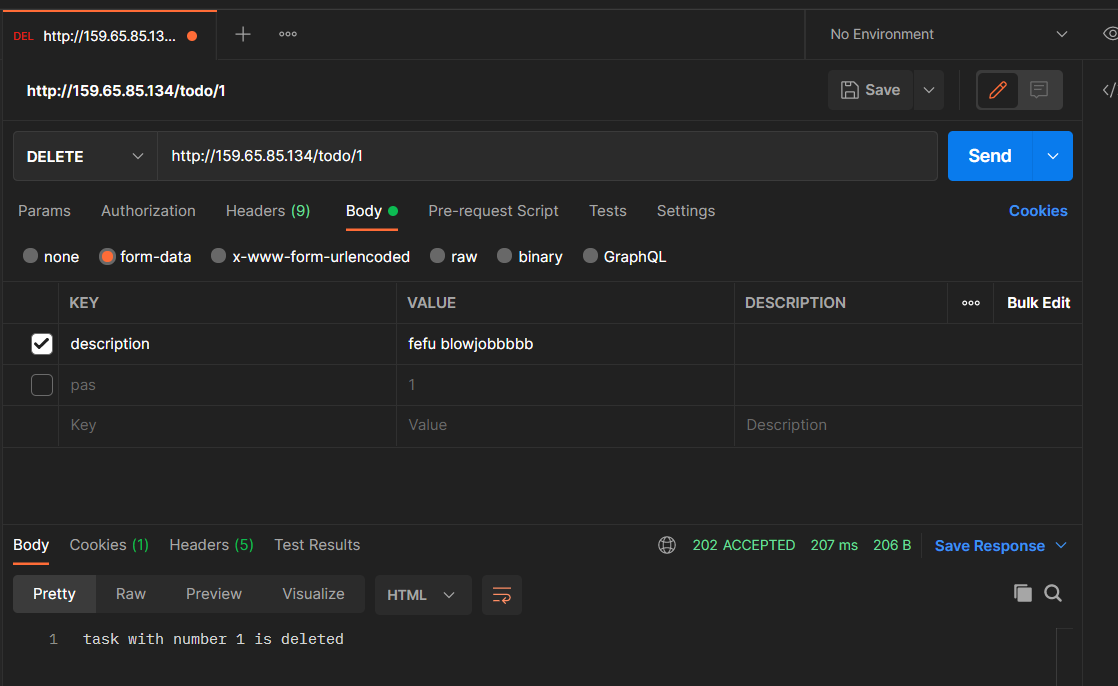 DEL http://159.65.85.13... No Environment
http://159.65.85.134/todo/1 Save
DELETE http://159.65.85.134/todo/1 Send
Params Authorization Headers (9) Body Pre-request Script Tests Settings Cookies
none form-data x-www-form-urlencoded raw binary GraphQL
KEY VALUE DESCRIPTION Bulk Edit
description fefu blowjobbbbb
pas 1
Key Value Description
Body Cookies (1) Headers (5) Test Results 202 ACCEPTED 207 ms 206 B Save Response
Pretty Raw Preview Visualize HTML
1 task with number 1 is deleted